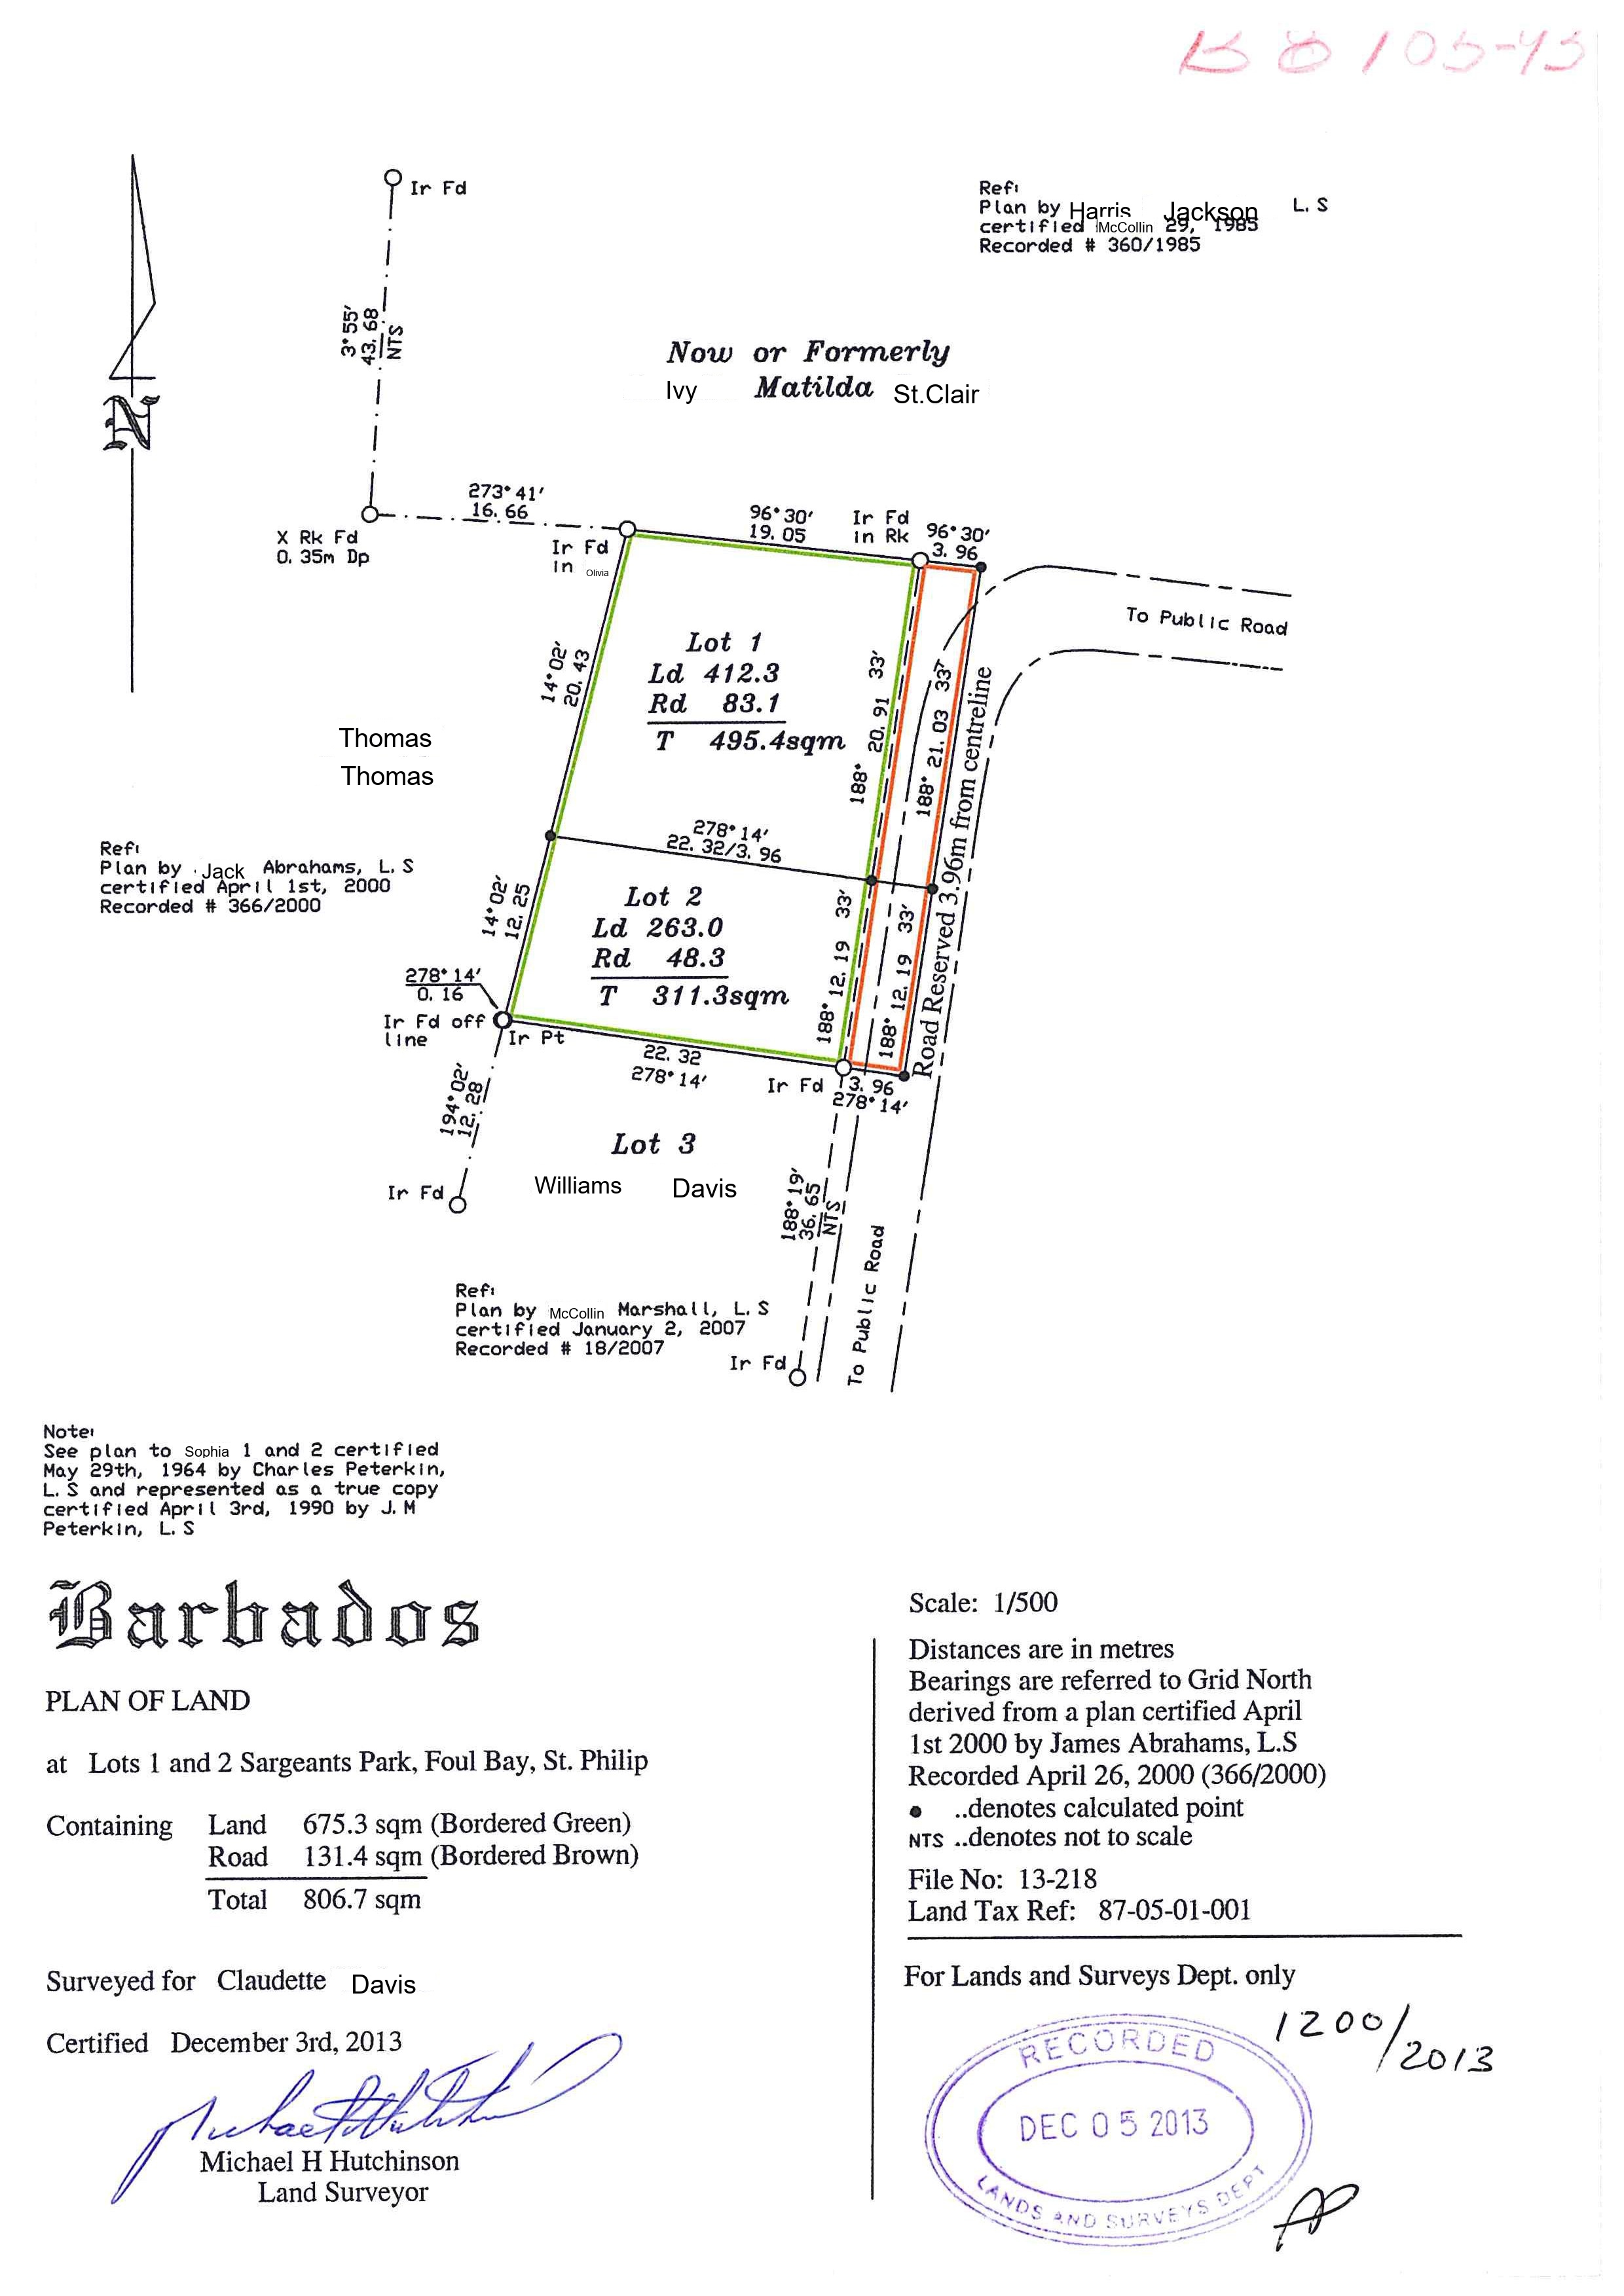 Ir Fd
Ref:
Plan by Harris Jackson L.S
certified McCollin 29, 1985
Recorded # 360/1985
3°55'
43.68
NTS
Now or Formerly
Ivy Matilda St.Clair
N
273°41'
16.66
X Rk Fd
0.35m Dp
Ir Fd
in Olivia
96°30'
19.05
Ir Fd
in Rk
96°30'
3.96
To Public Road
14°02'
20.43
Lot 1
Ld 412.3
Rd 83.1
T 495.4sqm
188° 20.91 33'
188° 21.03 33'
Road Reserved 3.96m from centreline
Thomas
Thomas
278°14'
22.32/3.96
Ref:
Plan by Jack Abrahams, L.S
certified April 1st, 2000
Recorded # 366/2000
14°02'
12.25
Lot 2
Ld 263.0
Rd 48.3
T 311.3sqm
188° 12.19 33'
188° 12.19 33'
278°14'
0.16
Ir Fd off
line
Ir Pt
22.32
278°14'
Ir Fd
3.96
278°14'
194°02'
12.28
Ir Fd
Lot 3
Williams Davis
188°19'
36.65
NTS
To Public Road
Ref:
Plan by McCollin Marshall, L.S
certified January 2, 2007
Recorded # 18/2007
Ir Fd
Note:
See plan to Sophia 1 and 2 certified
May 29th, 1964 by Charles Peterkin,
L.S and represented as a true copy
certified April 3rd, 1990 by J.M
Peterkin, L.S
Barbados
PLAN OF LAND
at Lots 1 and 2 Sargeants Park, Foul Bay, St. Philip
Containing Land 675.3 sqm (Bordered Green)
Road 131.4 sqm (Bordered Brown)
Total 806.7 sqm
Surveyed for Claudette Davis
Certified December 3rd, 2013
Michael H Hutchinson
Land Surveyor
Scale: 1/500
Distances are in metres
Bearings are referred to Grid North
derived from a plan certified April
1st 2000 by James Abrahams, L.S
Recorded April 26, 2000 (366/2000)
..denotes calculated point
NTS ..denotes not to scale
File No: 13-218
Land Tax Ref: 87-05-01-001
For Lands and Surveys Dept. only
1200/2013
RECORDED
DEC 05 2013
LANDS AND SURVEYS DEPT